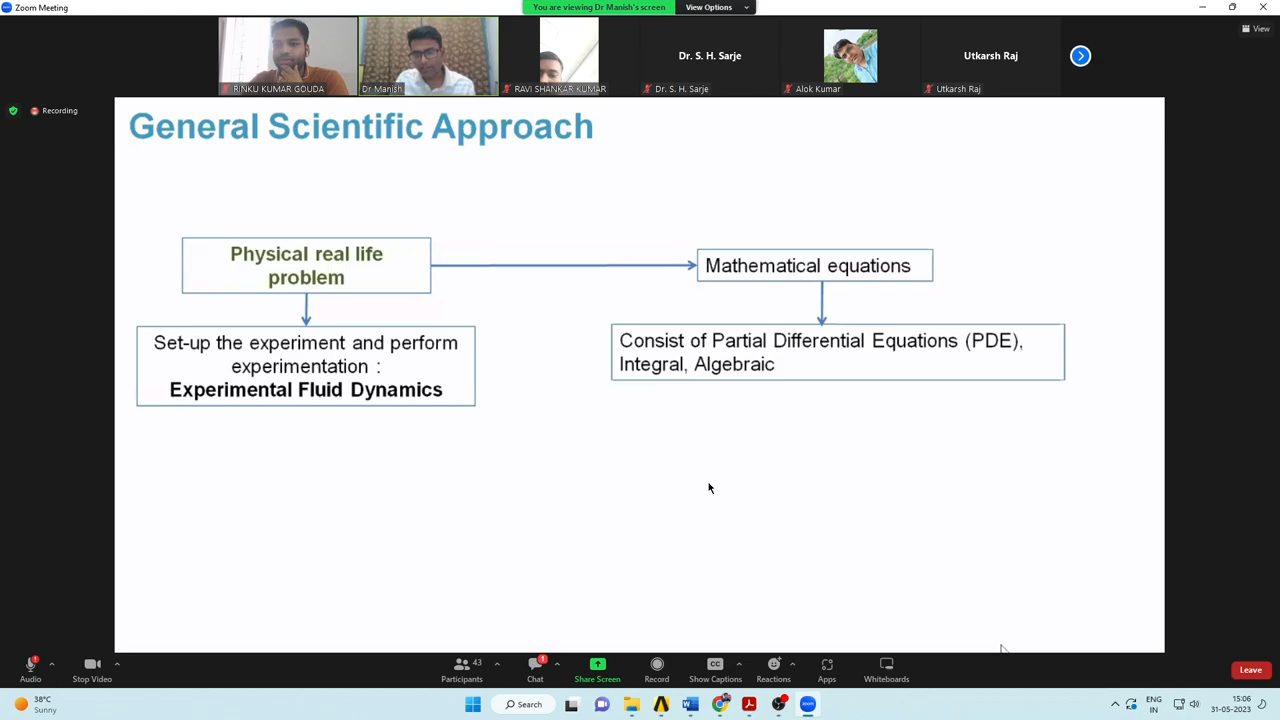 Zoom Meeting
You are viewing Dr Manish's screen
View Options
View
Recording
RINKU KUMAR GOUDA
Dr Manish
RAVI SHANKAR KUMAR
Dr. S. H. Sarje
Dr. S. H. Sarje
Alok Kumar
Utkarsh Raj
Utkarsh Raj
General Scientific Approach
Physical real life
problem
Mathematical equations
Set-up the experiment and perform
experimentation :
Experimental Fluid Dynamics
Consist of Partial Differential Equations (PDE),
Integral, Algebraic
Audio
Stop Video
43
Participants
1
Chat
Share Screen
Record
CC
Show Captions
Reactions
Apps
Whiteboards
Leave
38°C
Sunny
Search
ENG
IN
15:06
31-05-2023